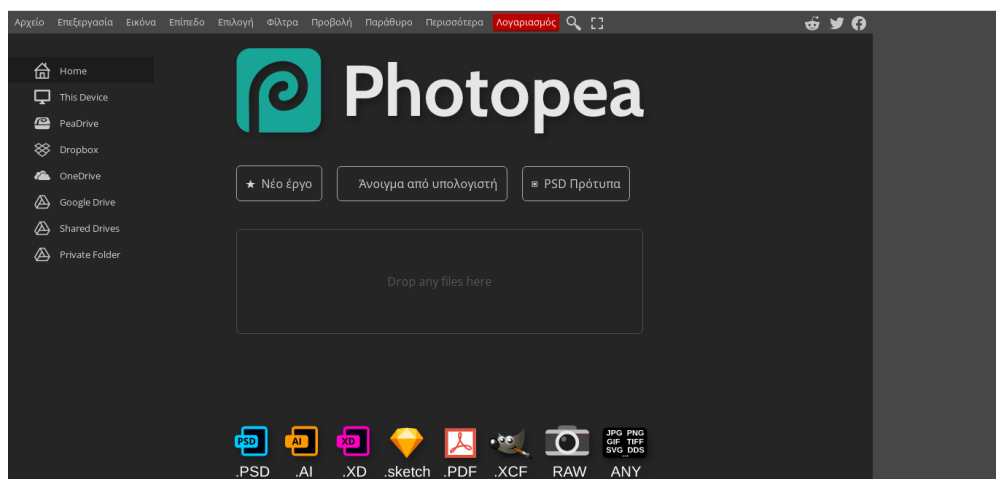 Αρχείο Επεξεργασία Εικόνα Επίπεδο Επιλογή Φίλτρα Προβολή Παράθυρο Περισσότερα Λογαριασμός
Home
This Device
PeaDrive
Dropbox
OneDrive
Google Drive
Shared Drives
Private Folder
Photopea
Νέο έργο Άνοιγμα από υπολογιστή PSD Πρότυπα
Drop any files here
PSD AI XD JPG PNG
GIF TIFF
SVG DDS
...
.PSD .AI .XD .sketch .PDF .XCF RAW ANY